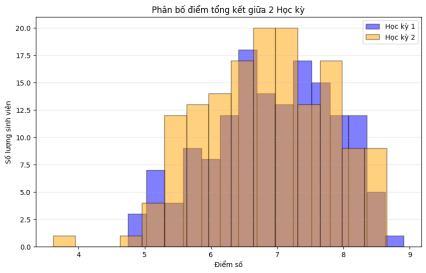 Phân bố điểm tổng kết giữa 2 Học kỳ
Học kỳ 1
Học kỳ 2
Số lượng sinh viên
20.0
17.5
15.0
12.5
10.0
7.5
5.0
2.5
0.0
4 5 6 7 8 9
Điểm số